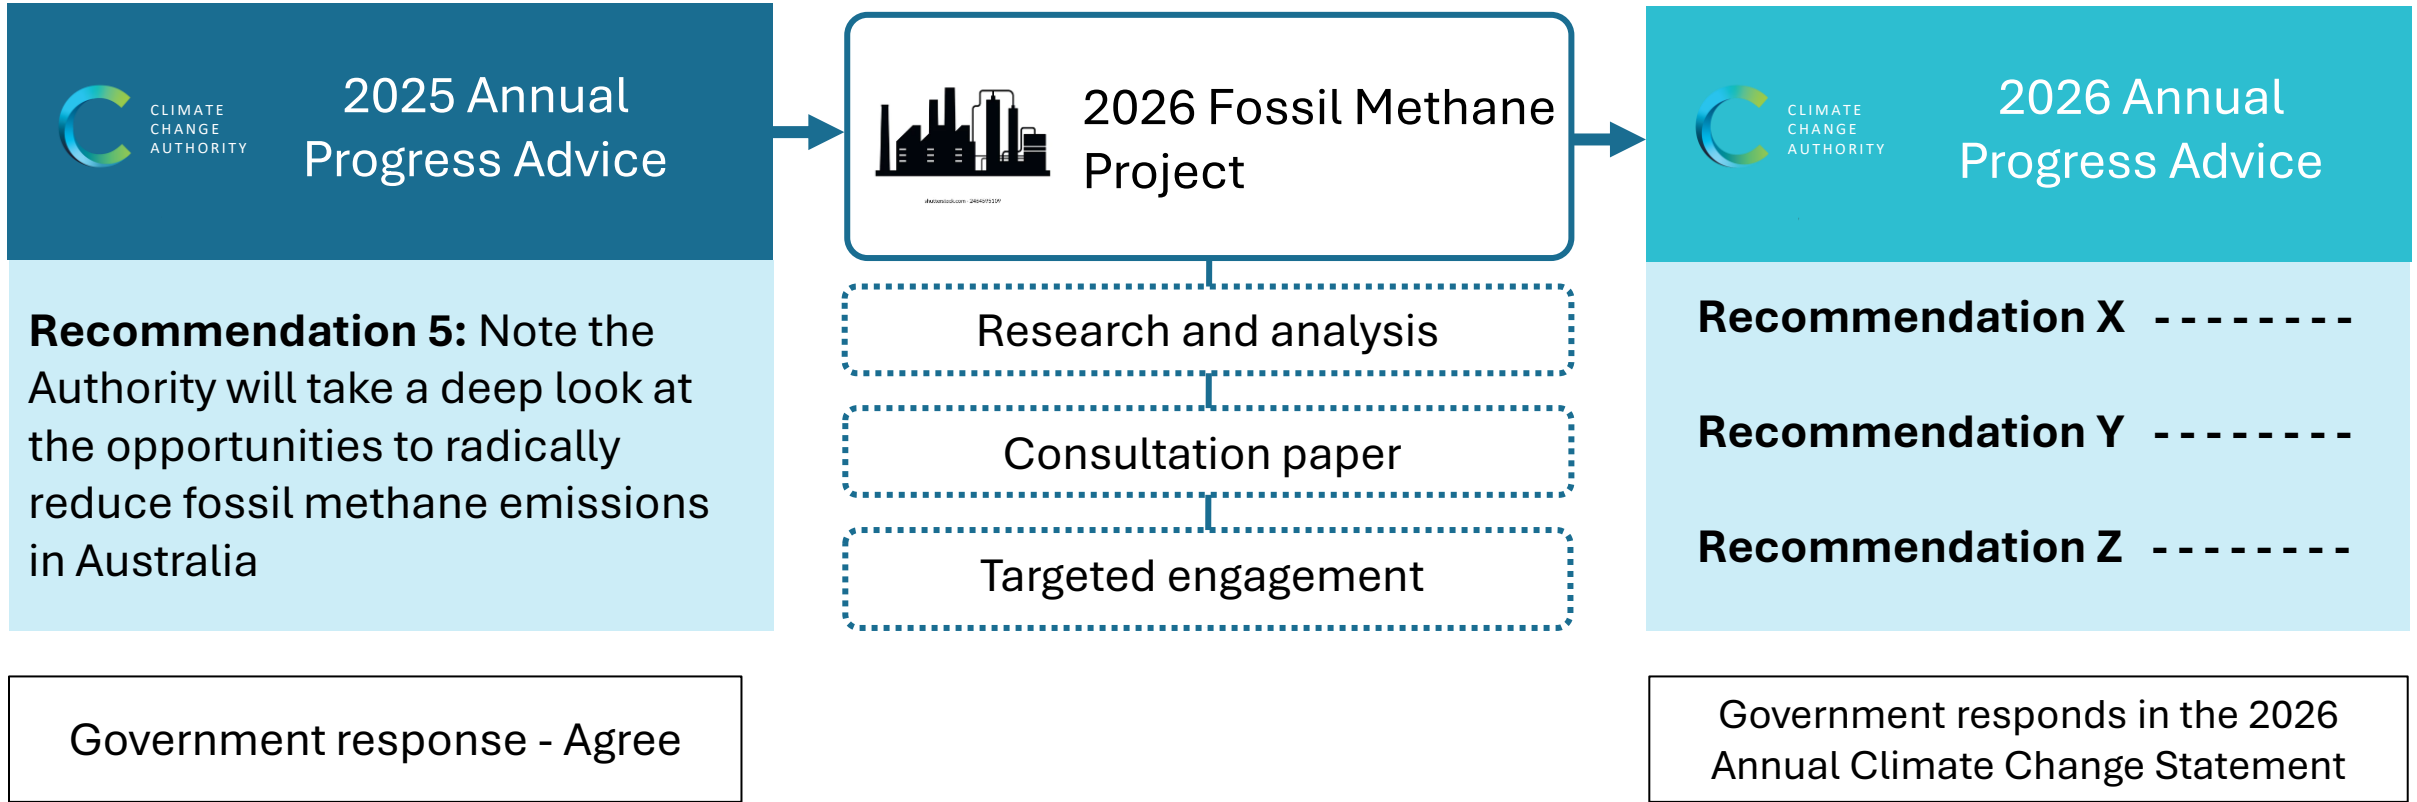 CLIMATE
CHANGE
AUTHORITY
2025 Annual
Progress Advice
Recommendation 5: Note the
Authority will take a deep look at
the opportunities to radically
reduce fossil methane emissions
in Australia
Government response - Agree
2026 Fossil Methane
Project
shutterstock.com · 2464595109
Research and analysis
Consultation paper
Targeted engagement
CLIMATE
CHANGE
AUTHORITY
2026 Annual
Progress Advice
Recommendation X - - - - - - - -
Recommendation Y - - - - - - - -
Recommendation Z - - - - - - - -
Government responds in the 2026
Annual Climate Change Statement